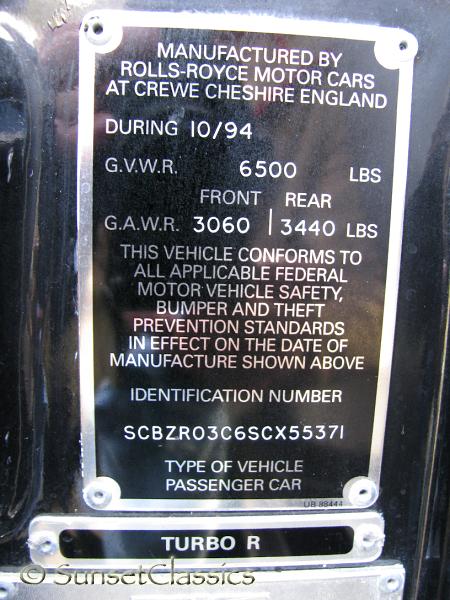 MANUFACTURED BY
ROLLS-ROYCE MOTOR CARS
AT CREWE CHESHIRE ENGLAND
DURING 10/94
G.V.W.R. 6500 LBS
FRONT REAR
G.A.W.R. 3060 | 3440 LBS
THIS VEHICLE CONFORMS TO
ALL APPLICABLE FEDERAL
MOTOR VEHICLE SAFETY,
BUMPER AND THEFT
PREVENTION STANDARDS
IN EFFECT ON THE DATE OF
MANUFACTURE SHOWN ABOVE
IDENTIFICATION NUMBER
SCBZR03C6SCX55371
TYPE OF VEHICLE
PASSENGER CAR
UB 88444
TURBO R
© SunsetClassics